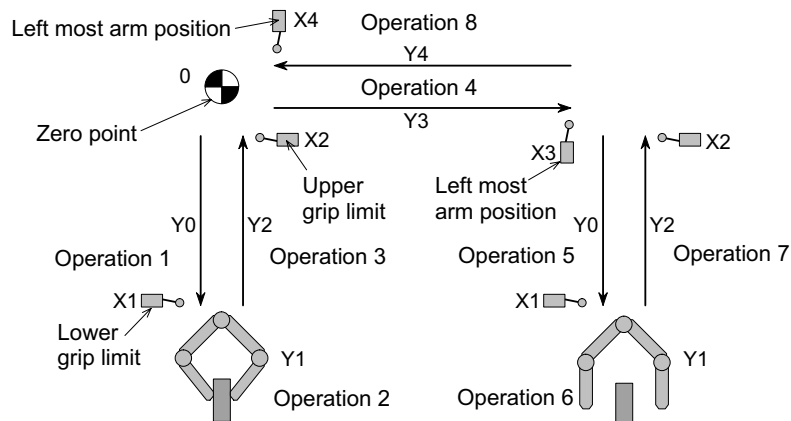 X4
Operation 8
Left most arm position
Y4
0
Operation 4
Zero point
Y3
X2
X3
X2
Upper
grip limit
Left most
arm position
Y0
Y2
Y0
Y2
Operation 1
Operation 3
Operation 5
Operation 7
X1
X1
Lower
grip limit
Y1
Y1
Operation 2
Operation 6